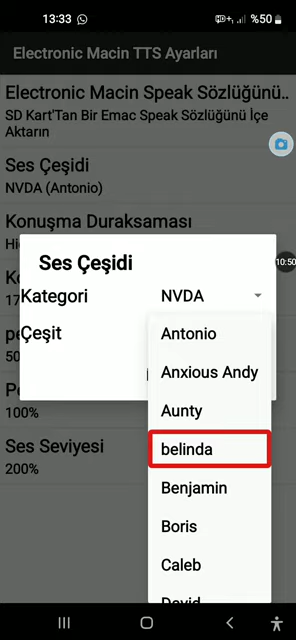 13:33
%50
Electronic Macin TTS Ayarları
Electronic Macin Speak Sözlüğünü..
SD Kart'Tan Bir Emac Speak Sözlüğünü İçe
Aktarın
Ses Çeşidi
NVDA (Antonio)
Konuşma Duraksaması
10:50
Ses Çeşidi
Kategori
NVDA
Çeşit
Antonio
Anxious Andy
Aunty
belinda
Benjamin
Boris
Caleb
David
100%
Ses Seviyesi
200%